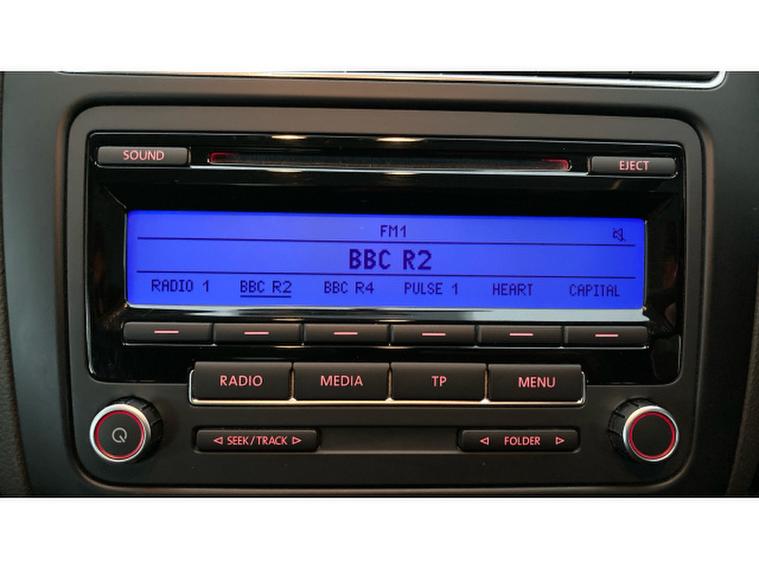 SOUND
EJECT
FM1
BBC R2
RADIO 1 BBC R2 BBC R4 PULSE 1 HEART CAPITAL
RADIO MEDIA TP MENU
SEEK/TRACK FOLDER